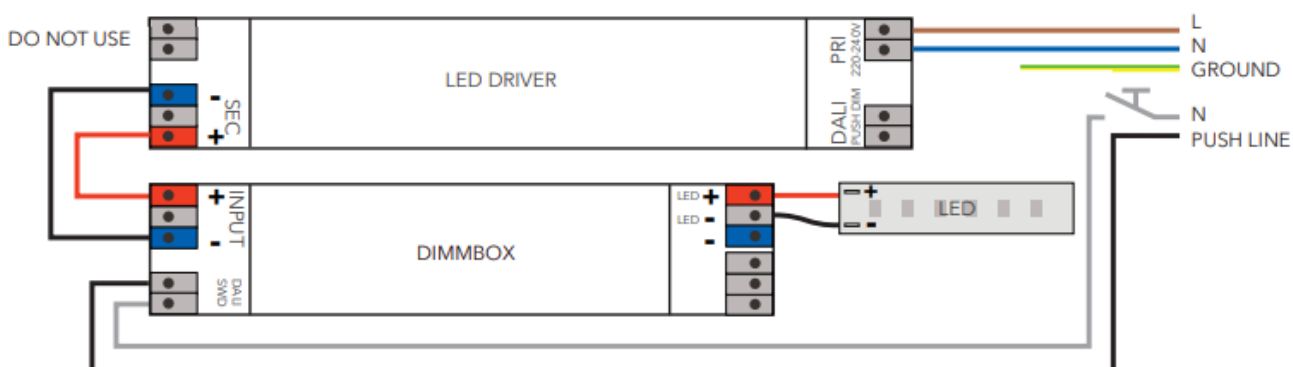 DO NOT USE
-
SEC
+
LED DRIVER
PRI
220-240V
DALI
PUSH DIM
L
N
GROUND
N
PUSH LINE
+
INPUT
-
DALI
SWD
DIMMBOX
LED +
LED -
-
+
-
LED